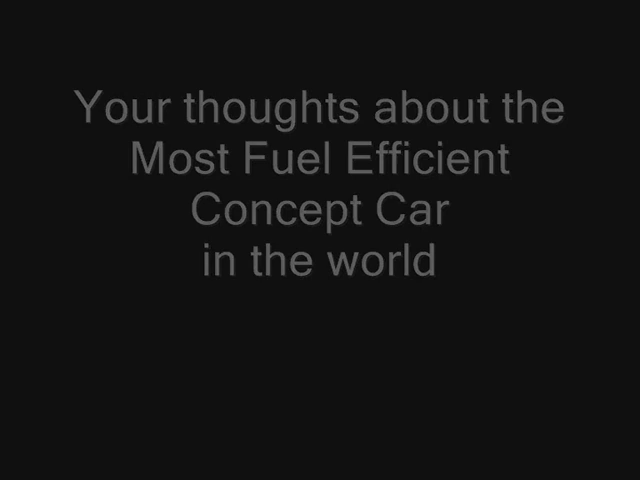 Your thoughts about the
Most Fuel Efficient
Concept Car
in the world